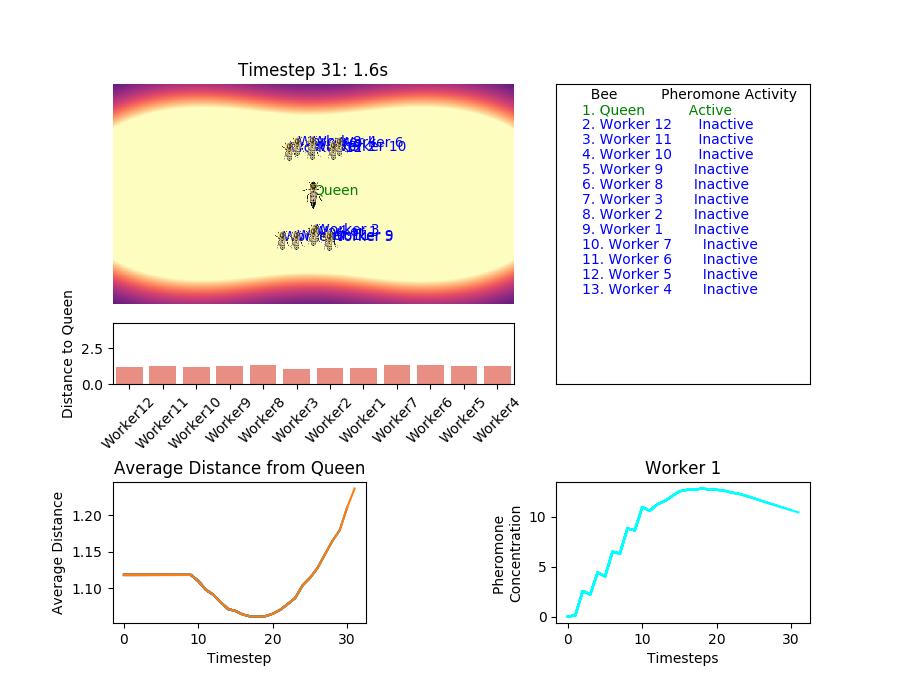 Timestep 31: 1.6s
Worker 6
Worker 10
Queen
Worker 3
Worker 9
Bee Pheromone Activity
1. Queen Active
2. Worker 12 Inactive
3. Worker 11 Inactive
4. Worker 10 Inactive
5. Worker 9 Inactive
6. Worker 8 Inactive
7. Worker 3 Inactive
8. Worker 2 Inactive
9. Worker 1 Inactive
10. Worker 7 Inactive
11. Worker 6 Inactive
12. Worker 5 Inactive
13. Worker 4 Inactive
Distance to Queen
2.5
0.0
Worker12 Worker11 Worker10 Worker9 Worker8 Worker3 Worker2 Worker1 Worker7 Worker6 Worker5 Worker4
Average Distance from Queen
Average Distance
1.20
1.15
1.10
0 10 20 30
Timestep
Worker 1
Pheromone
Concentration
10
5
0
0 10 20 30
Timesteps